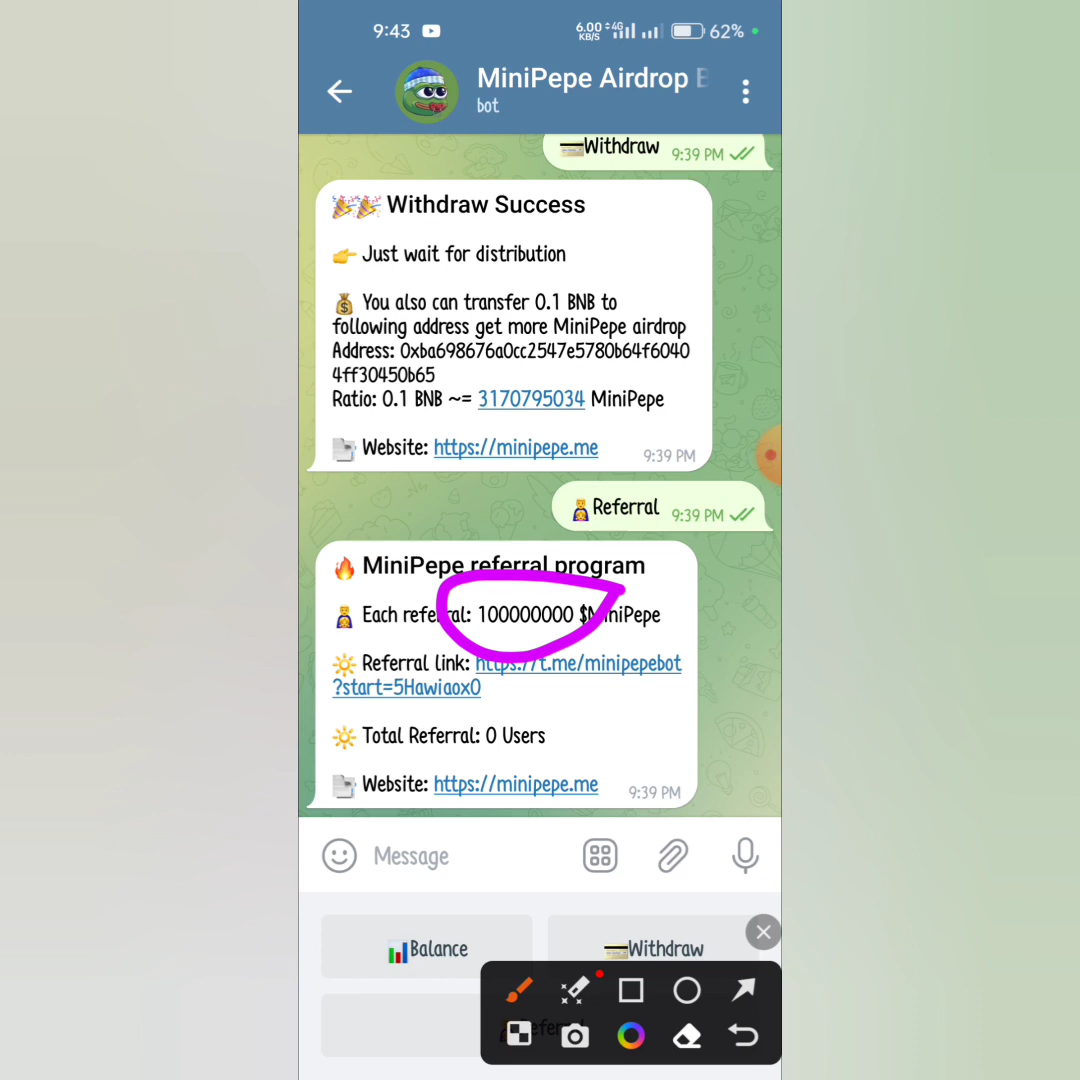 9:43
6.00 KB/S 4G 62%
MiniPepe Airdrop
bot
Withdraw 9:39 PM
Withdraw Success
Just wait for distribution
You also can transfer 0.1 BNB to
following address get more MiniPepe airdrop
Address: 0xba698676a0cc2547e5780b64f6040
4ff30450b65
Ratio: 0.1 BNB ~= 3170795034 MiniPepe
Website: https://minipepe.me
9:39 PM
Referral 9:39 PM
MiniPepe referral program
Each referral: 100000000 $MiniPepe
Referral link: https://t.me/minipepebot
?start=5Hawiaox0
Total Referral: 0 Users
Website: https://minipepe.me
9:39 PM
Message
Balance
Withdraw
Referral